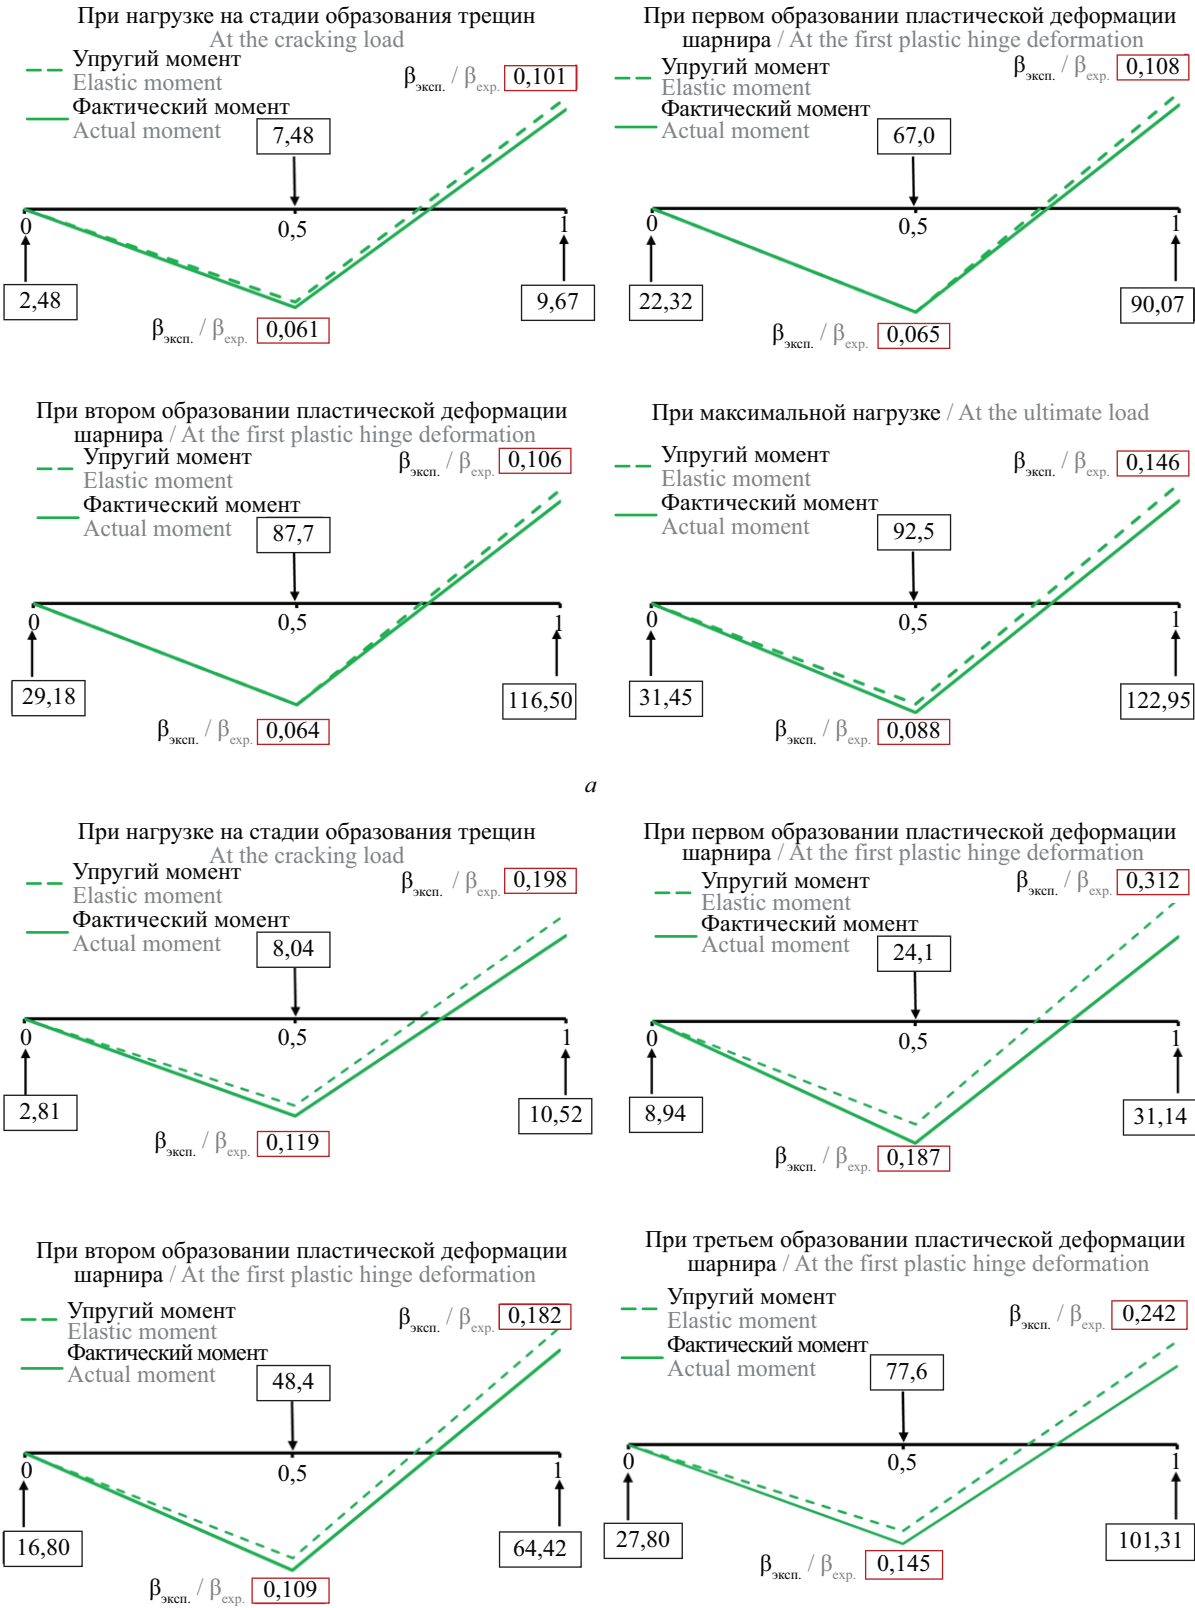 При нагрузке на стадии образования трещин
At the cracking load
Упругий момент
Elastic moment
Фактический момент
Actual moment
βэксп. / βexp. 0,101
7,48
0
0,5
1
2,48
9,67
βэксп. / βexp. 0,061
При первом образовании пластической деформации
шарнира / At the first plastic hinge deformation
Упругий момент
Elastic moment
Фактический момент
Actual moment
βэксп. / βexp. 0,108
67,0
0
0,5
1
22,32
90,07
βэксп. / βexp. 0,065
При втором образовании пластической деформации
шарнира / At the first plastic hinge deformation
Упругий момент
Elastic moment
Фактический момент
Actual moment
βэксп. / βexp. 0,106
87,7
0
0,5
1
29,18
116,50
βэксп. / βexp. 0,064
При максимальной нагрузке / At the ultimate load
Упругий момент
Elastic moment
Фактический момент
Actual moment
βэксп. / βexp. 0,146
92,5
0
0,5
1
31,45
122,95
βэксп. / βexp. 0,088
а
При нагрузке на стадии образования трещин
At the cracking load
Упругий момент
Elastic moment
Фактический момент
Actual moment
βэксп. / βexp. 0,198
8,04
0
0,5
1
2,81
10,52
βэксп. / βexp. 0,119
При первом образовании пластической деформации
шарнира / At the first plastic hinge deformation
Упругий момент
Elastic moment
Фактический момент
Actual moment
βэксп. / βexp. 0,312
24,1
0
0,5
1
8,94
31,14
βэксп. / βexp. 0,187
При втором образовании пластической деформации
шарнира / At the first plastic hinge deformation
Упругий момент
Elastic moment
Фактический момент
Actual moment
βэксп. / βexp. 0,182
48,4
0
0,5
1
16,80
64,42
βэксп. / βexp. 0,109
При третьем образовании пластической деформации
шарнира / At the first plastic hinge deformation
Упругий момент
Elastic moment
Фактический момент
Actual moment
βэксп. / βexp. 0,242
77,6
0
0,5
1
27,80
101,31
βэксп. / βexp. 0,145